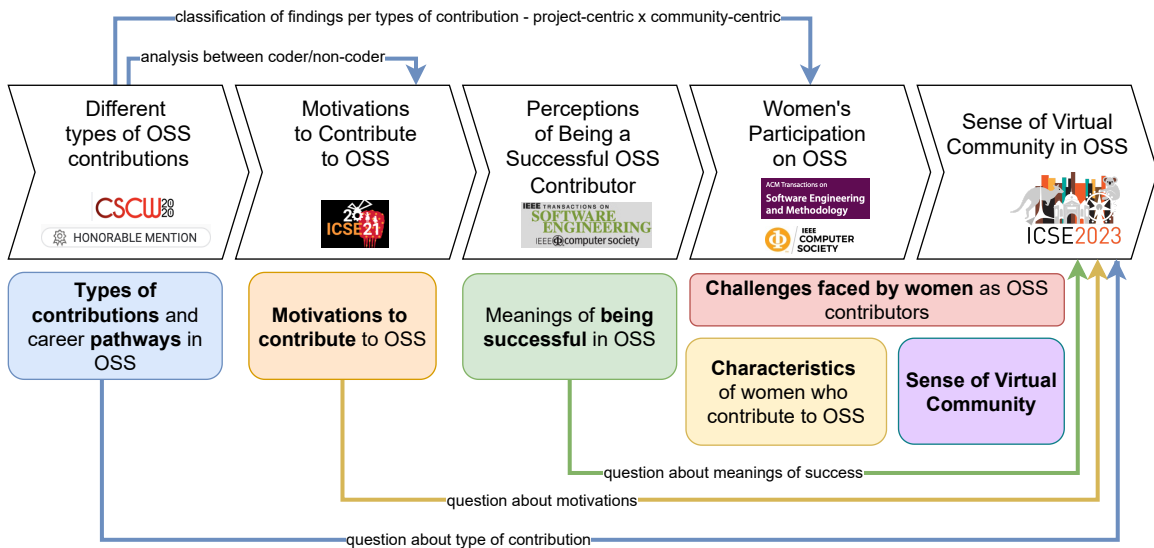 classification of findings per types of contribution - project-centric x community-centric
analysis between coder/non-coder
Different
types of OSS
contributions
CSCW 20
20
HONORABLE MENTION
Motivations
to Contribute
to OSS
20
ICSE 21
Perceptions
of Being a
Successful OSS
Contributor
IEEE TRANSACTIONS ON
SOFTWARE
ENGINEERING
IEEE computer society
Women's
Participation
on OSS
ACM Transactions on
Software Engineering
and Methodology
IEEE
COMPUTER
SOCIETY
Sense of Virtual
Community in OSS
ICSE2023
Types of
contributions and
career pathways in
OSS
Motivations to
contribute to OSS
Meanings of being
successful in OSS
Challenges faced by women as OSS
contributors
Characteristics
of women who
contribute to OSS
Sense of Virtual
Community
question about meanings of success
question about motivations
question about type of contribution